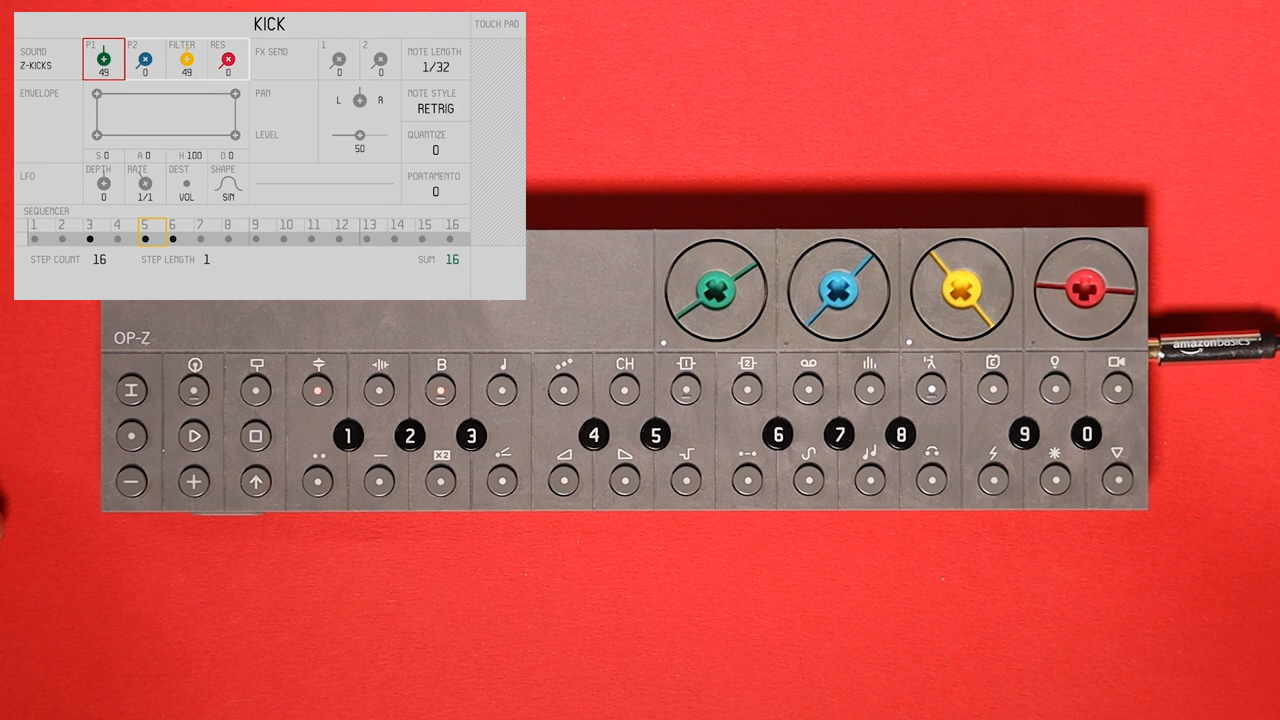 KICK
TOUCH PAD
SOUND
Z-KICKS
P1
49
P2
0
FILTER
49
RES
0
FX SEND
1
0
2
0
NOTE LENGTH
1/32
ENVELOPE
S 0 A 0 H 100 D 0
PAN
L R
NOTE STYLE
RETRIG
LEVEL
50
QUANTIZE
0
LFO
DEPTH
0
RATE
1/1
DEST
VOL
SHAPE
SIN
PORTAMENTO
0
SEQUENCER
1 2 3 4 5 6 7 8 9 10 11 12 13 14 15 16
STEP COUNT 16 STEP LENGTH 1 SUM 16
OP-Z
amazonbasics
B CH 1 2
1 2 3 4 5 6 7 8 9 0
X2